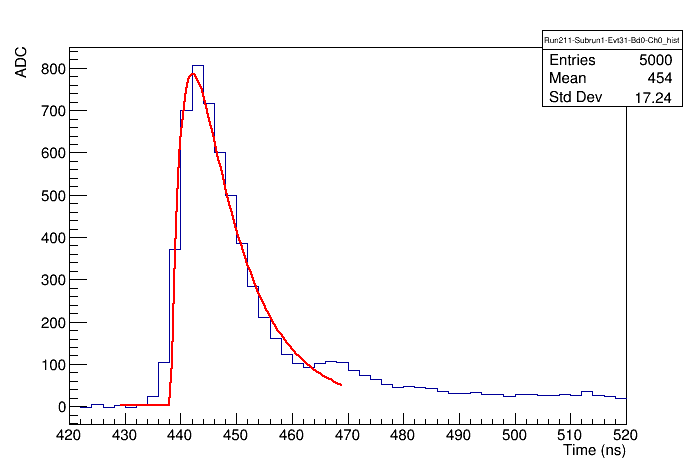 Run211-Subrun1-Evt31-Bd0-Ch0_hist
Entries 5000
Mean 454
Std Dev 17.24
ADC
800
700
600
500
400
300
200
100
0
420 430 440 450 460 470 480 490 500 510 520
Time (ns)